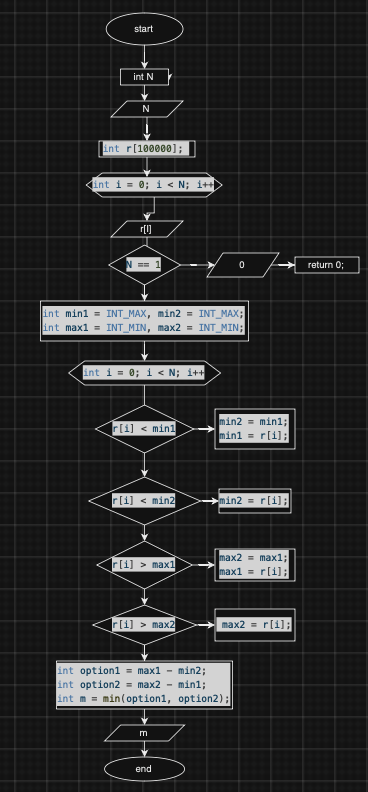 start
int N
N
int r[100000];
int i = 0; i < N; i++
r[I]
N == 1
0
return 0;
int min1 = INT_MAX, min2 = INT_MAX;
int max1 = INT_MIN, max2 = INT_MIN;
int i = 0; i < N; i++
r[i] < min1
min2 = min1;
min1 = r[i];
r[i] < min2
min2 = r[i];
r[i] > max1
max2 = max1;
max1 = r[i];
r[i] > max2
max2 = r[i];
int option1 = max1 - min2;
int option2 = max2 - min1;
int m = min(option1, option2);
m
end